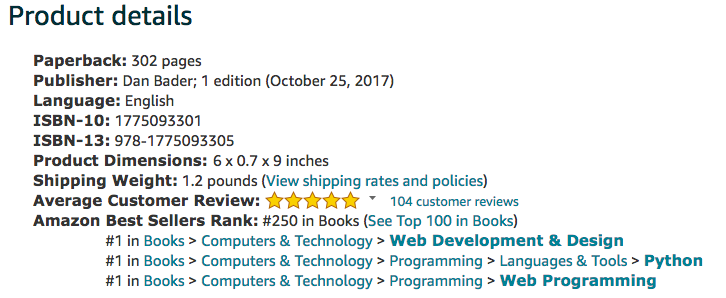 Product details
Paperback: 302 pages
Publisher: Dan Bader; 1 edition (October 25, 2017)
Language: English
ISBN-10: 1775093301
ISBN-13: 978-1775093305
Product Dimensions: 6 x 0.7 x 9 inches
Shipping Weight: 1.2 pounds (View shipping rates and policies)
Average Customer Review: 104 customer reviews
Amazon Best Sellers Rank: #250 in Books (See Top 100 in Books)
#1 in Books > Computers & Technology > Web Development & Design
#1 in Books > Computers & Technology > Programming > Languages & Tools > Python
#1 in Books > Computers & Technology > Programming > Web Programming